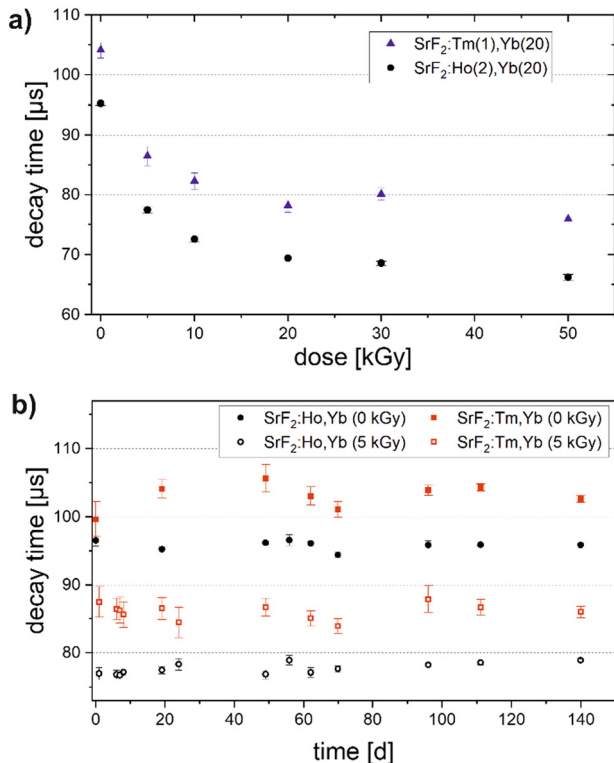 a)
110
100
90
80
70
60
decay time [µs]
SrF₂:Tm(1),Yb(20)
SrF₂:Ho(2),Yb(20)
0 10 20 30 40 50
dose [kGy]
b)
SrF₂:Ho,Yb (0 kGy) SrF₂:Tm,Yb (0 kGy)
SrF₂:Ho,Yb (5 kGy) SrF₂:Tm,Yb (5 kGy)
110
100
90
80
decay time [µs]
0 20 40 60 80 100 120 140
time [d]